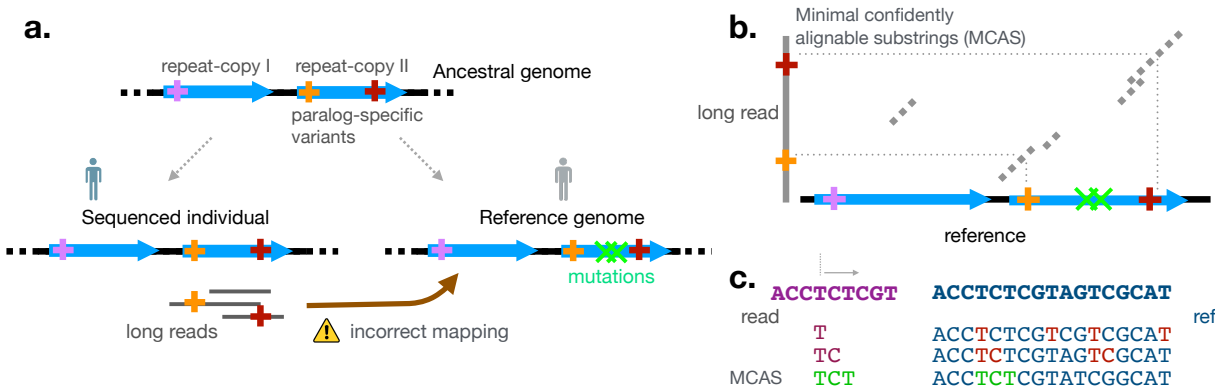 a.
repeat-copy I
repeat-copy II
Ancestral genome
paralog-specific
variants
Sequenced individual
Reference genome
mutations
long reads
incorrect mapping
b.
Minimal confidently
alignable substrings (MCAS)
long read
reference
c.
ACCTCTCGT ACCTCTCGTAGTCGCAT
read ref
T ACCTCTCGTCGTCGCAT
TC ACCTCTCGTAGTCGCAT
MCAS TCT ACCTCTCGTATCGGCAT